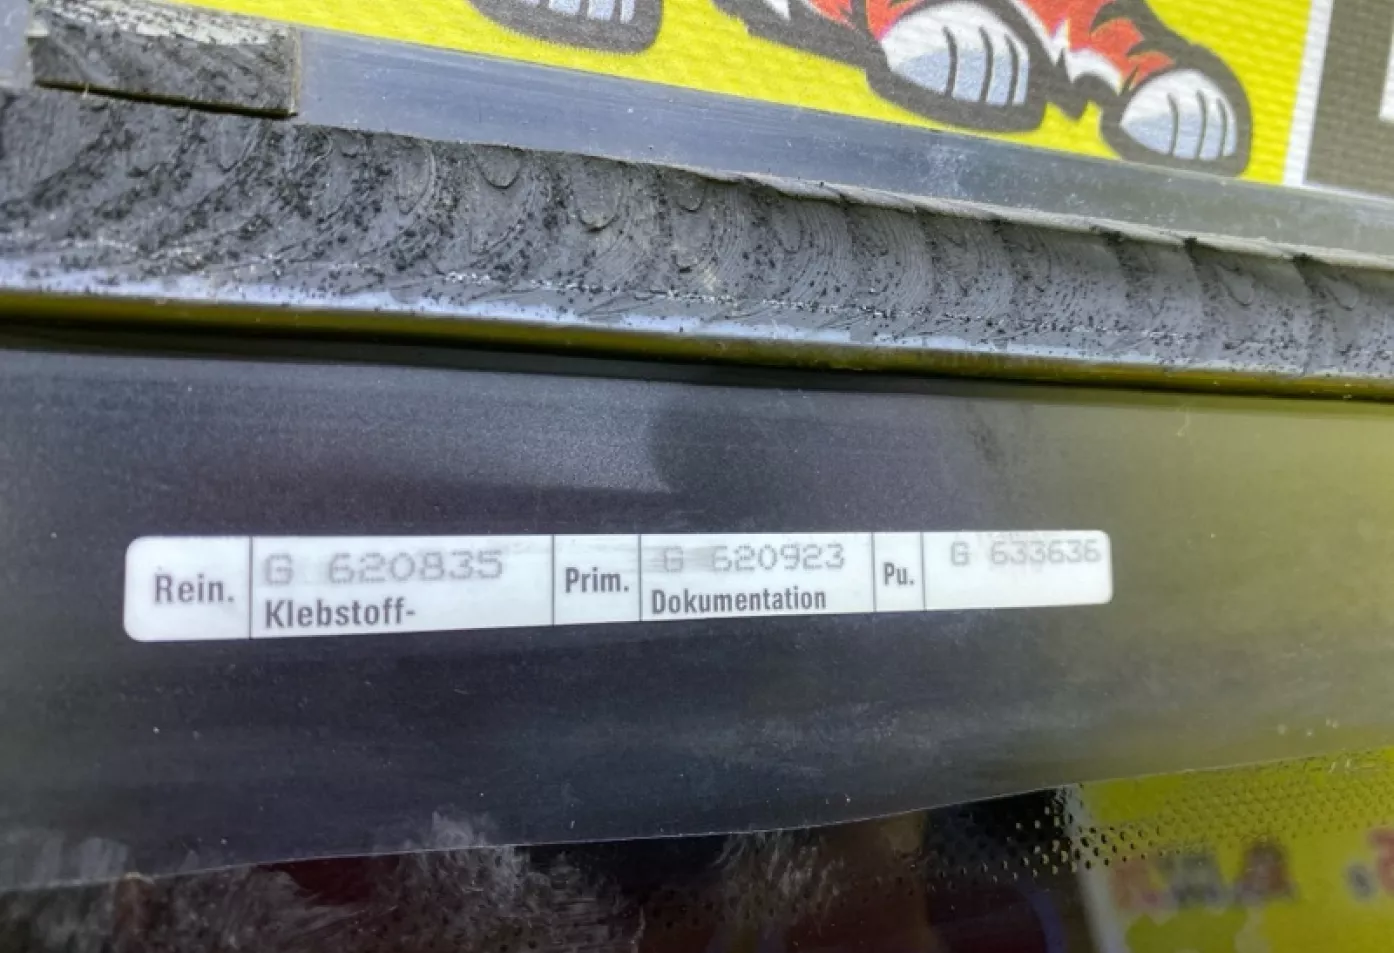 Rein. G 620835 Prim. G 620923 Pu. G 633636
Klebstoff- Dokumentation